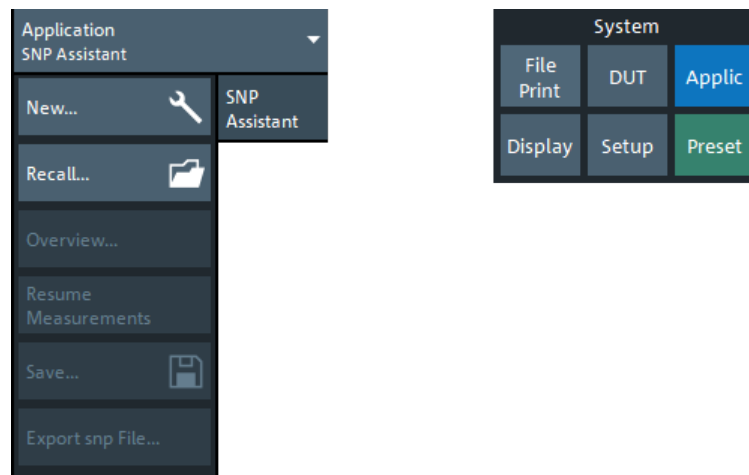 Application
SNP Assistant
New...
SNP
Assistant
Recall...
Overview...
Resume
Measurements
Save...
Export snp File...
System
File
Print
DUT
Applic
Display
Setup
Preset